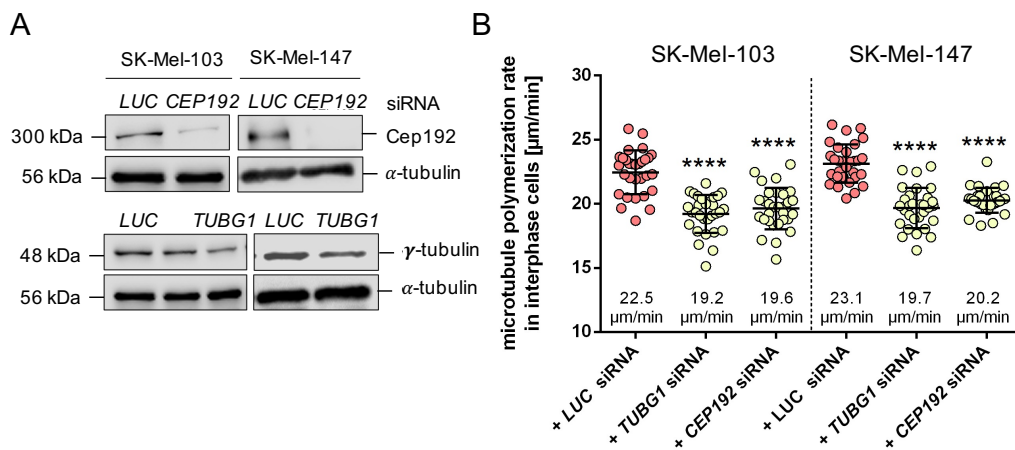 A
SK-Mel-103 SK-Mel-147
LUC CEP192 LUC CEP192 siRNA
300 kDa Cep192
56 kDa α-tubulin
LUC TUBG1 LUC TUBG1
48 kDa γ-tubulin
56 kDa α-tubulin
B
SK-Mel-103 SK-Mel-147
microtubule polymerization rate
in interphase cells [µm/min]
30
25
20
15
10
**** **** **** ****
22.5 19.2 19.6 23.1 19.7 20.2
µm/min µm/min µm/min µm/min µm/min µm/min
+ LUC siRNA
+ TUBG1 siRNA
+ CEP192 siRNA
+ LUC siRNA
+ TUBG1 siRNA
+ CEP192 siRNA